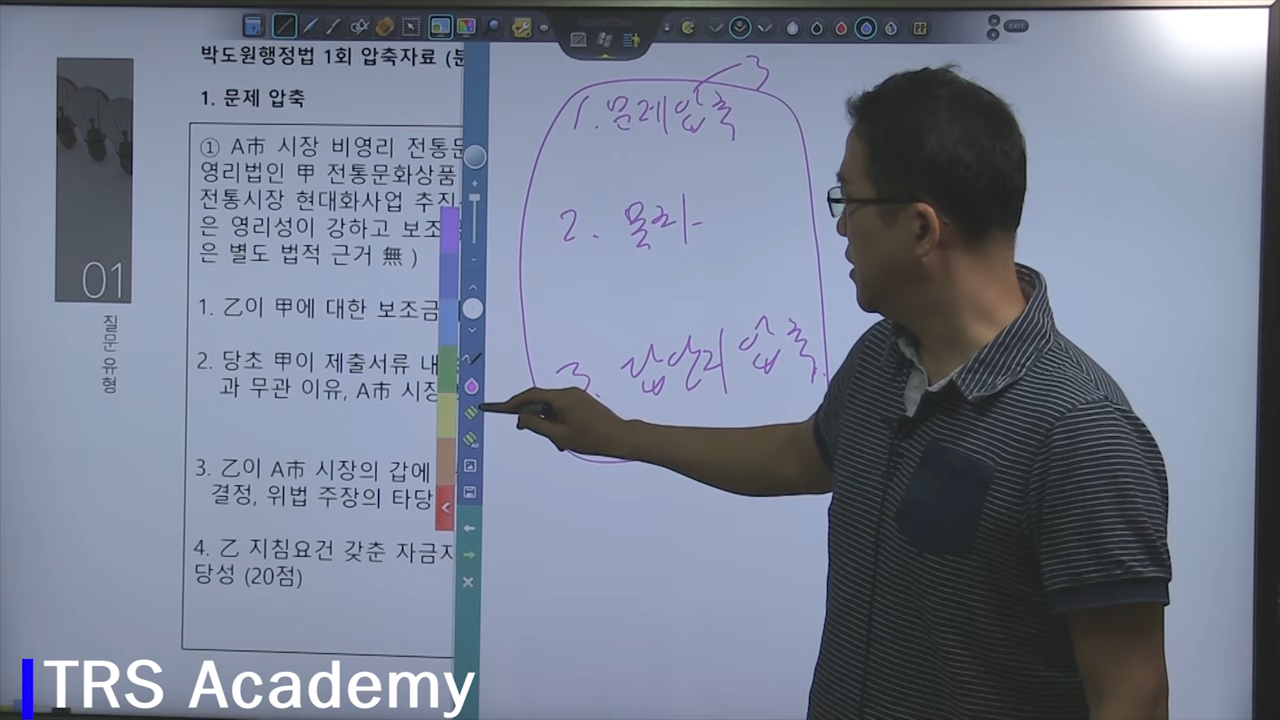 박도원행정법 1회 압축자료 (분
1. 문제 압축
① A市 시장 비영리 전통문
영리법인 甲 전통문화상품
전통시장 현대화사업 추진
은 영리성이 강하고 보조
은 별도 법적 근거 無 )
1. 乙이 甲에 대한 보조금
2. 당초 甲이 제출서류 내
과 무관 이유, A市 시장
3. 乙이 A市 시장의 갑에
결정, 위법 주장의 타당
4. 乙 지침요건 갖춘 자금지
당성 (20점)
01
질문 유형
3
1. 문제압축
2. 목차
3. 답안지 압축
EXIT
TRS Academy